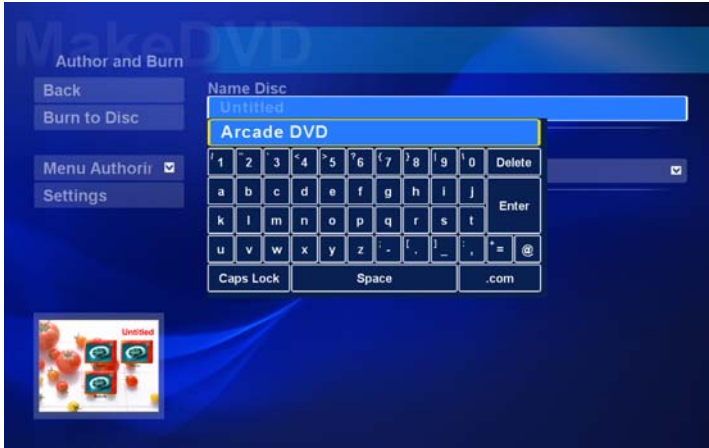 MakeDVD
Author and Burn
Back
Burn to Disc
Menu Authorin
Settings
Name Disc
Untitled
Arcade DVD
/ 1 ~ 2 3 < 4 > 5 ? 6 { 7 } 8 | 9 \ 0 Delete
a b c d e f g h i j
Enter
k l m n o p q r s t
u v w x y z ; - [ . ] _ : , * = @
Caps Lock Space .com
Untitled